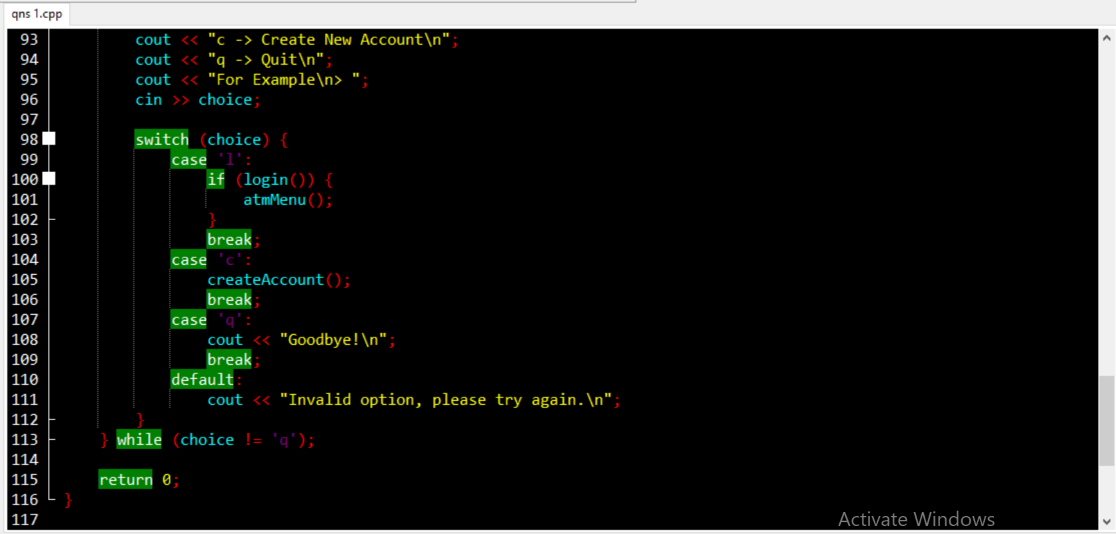 qns 1.cpp
93 cout << "c -> Create New Account\n";
94 cout << "q -> Quit\n";
95 cout << "For Example\n> ";
96 cin >> choice;
97
98 switch (choice) {
99 case 'l':
100 if (login()) {
101 atmMenu();
102 }
103 break;
104 case 'c':
105 createAccount();
106 break;
107 case 'q':
108 cout << "Goodbye!\n";
109 break;
110 default:
111 cout << "Invalid option, please try again.\n";
112 }
113 } while (choice != 'q');
114
115 return 0;
116 }
117
Activate Windows